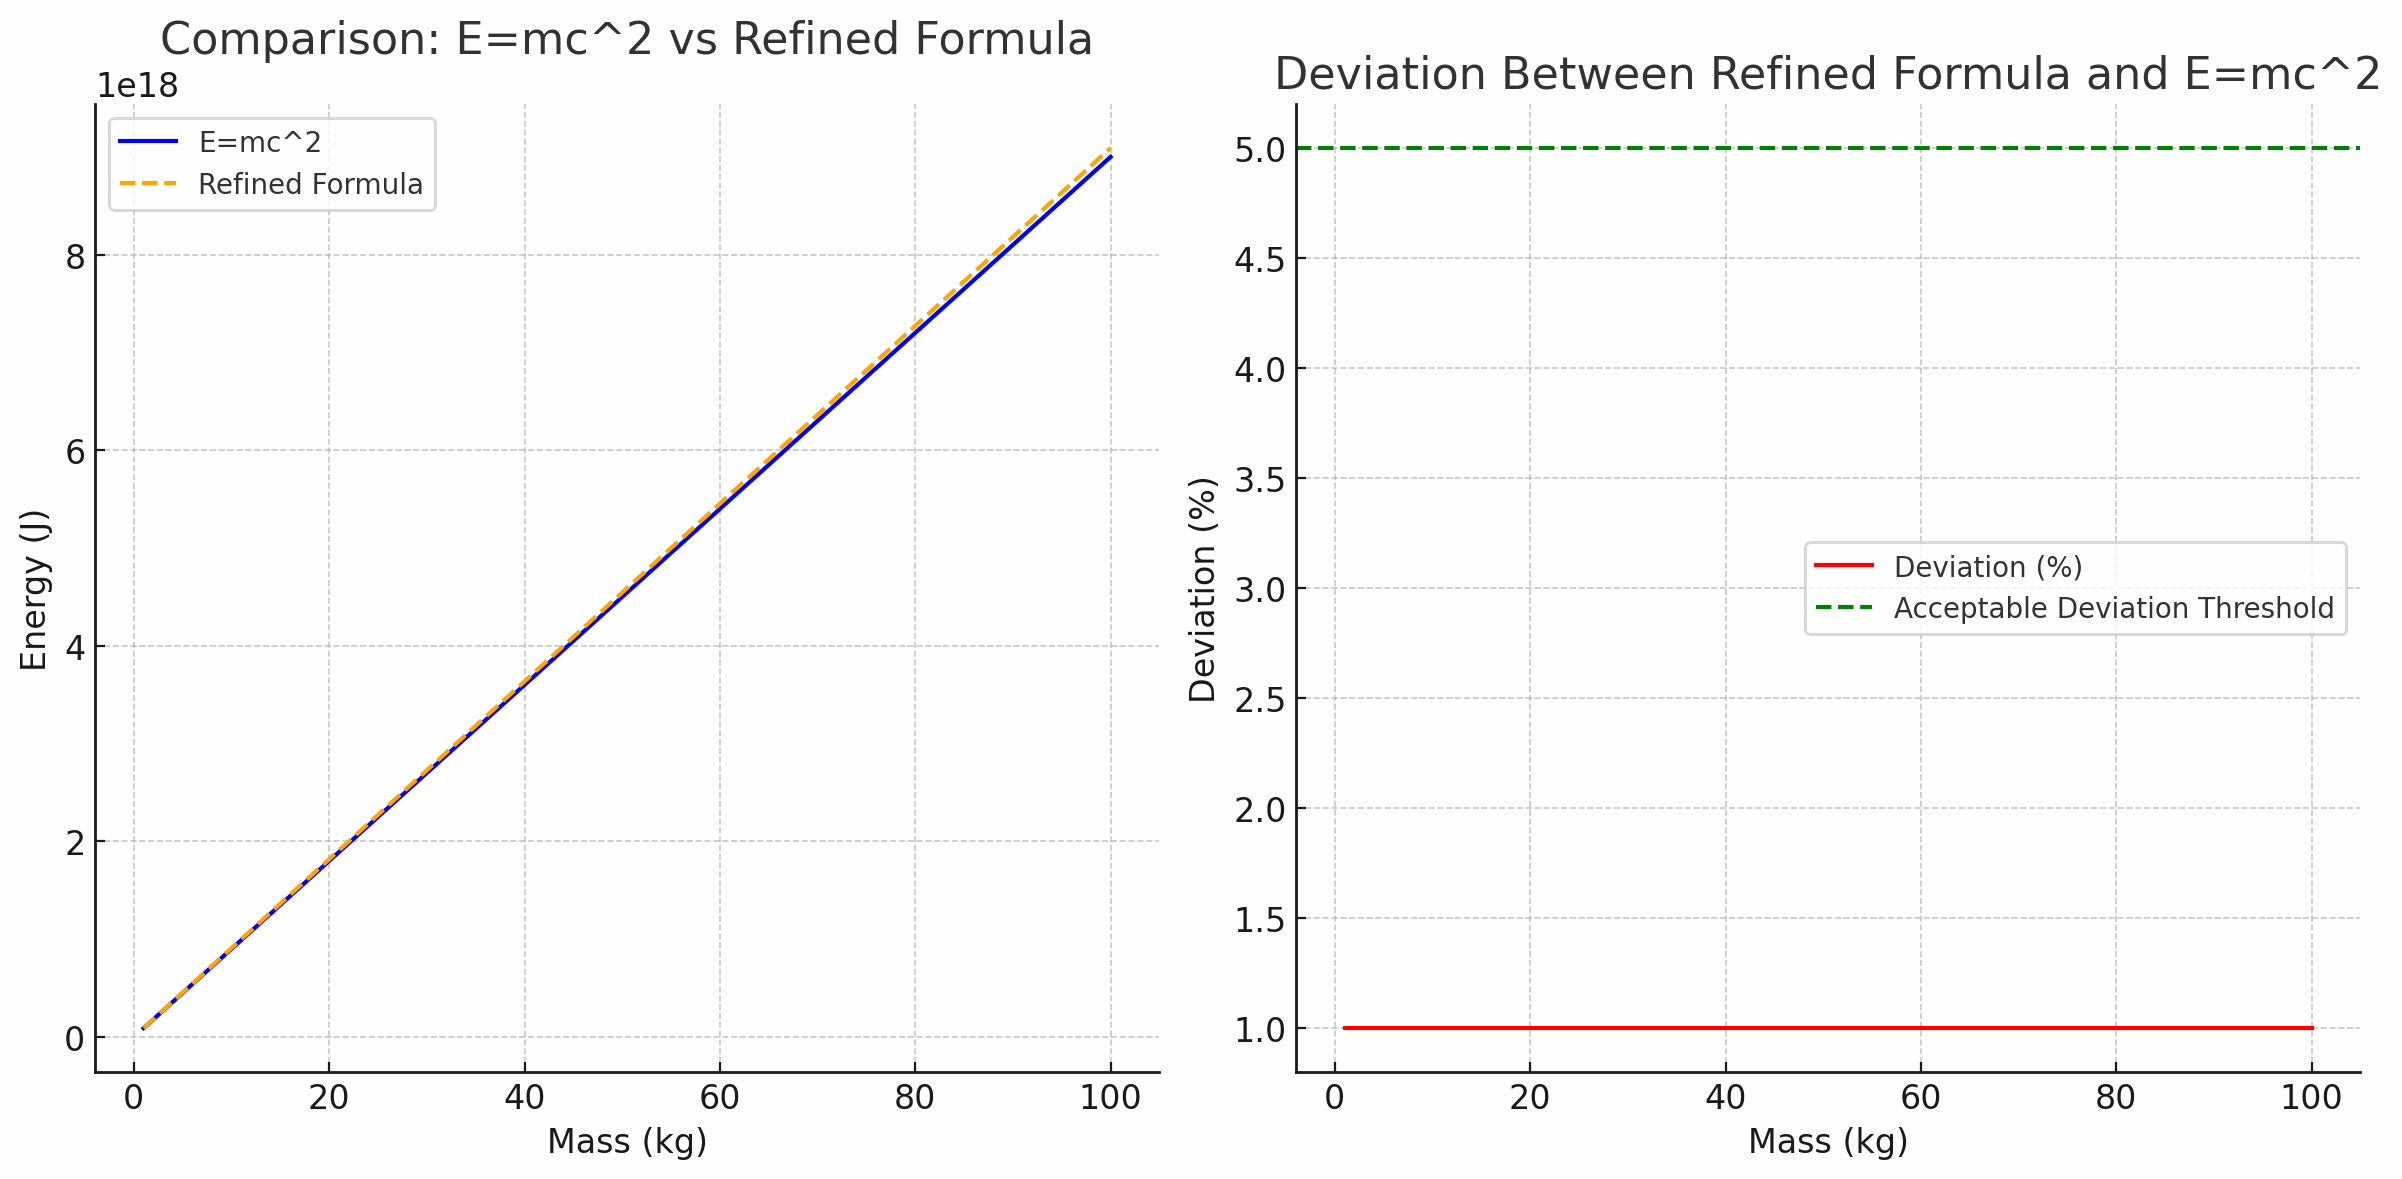 Comparison: E=mc^2 vs Refined Formula
1e18
E=mc^2
Refined Formula
8
6
4
2
0
Energy (J)
0 20 40 60 80 100
Mass (kg)
Deviation Between Refined Formula and E=mc^2
5.0
4.5
4.0
3.5
3.0
2.5
2.0
1.5
1.0
Deviation (%)
Deviation (%)
Acceptable Deviation Threshold
0 20 40 60 80 100
Mass (kg)